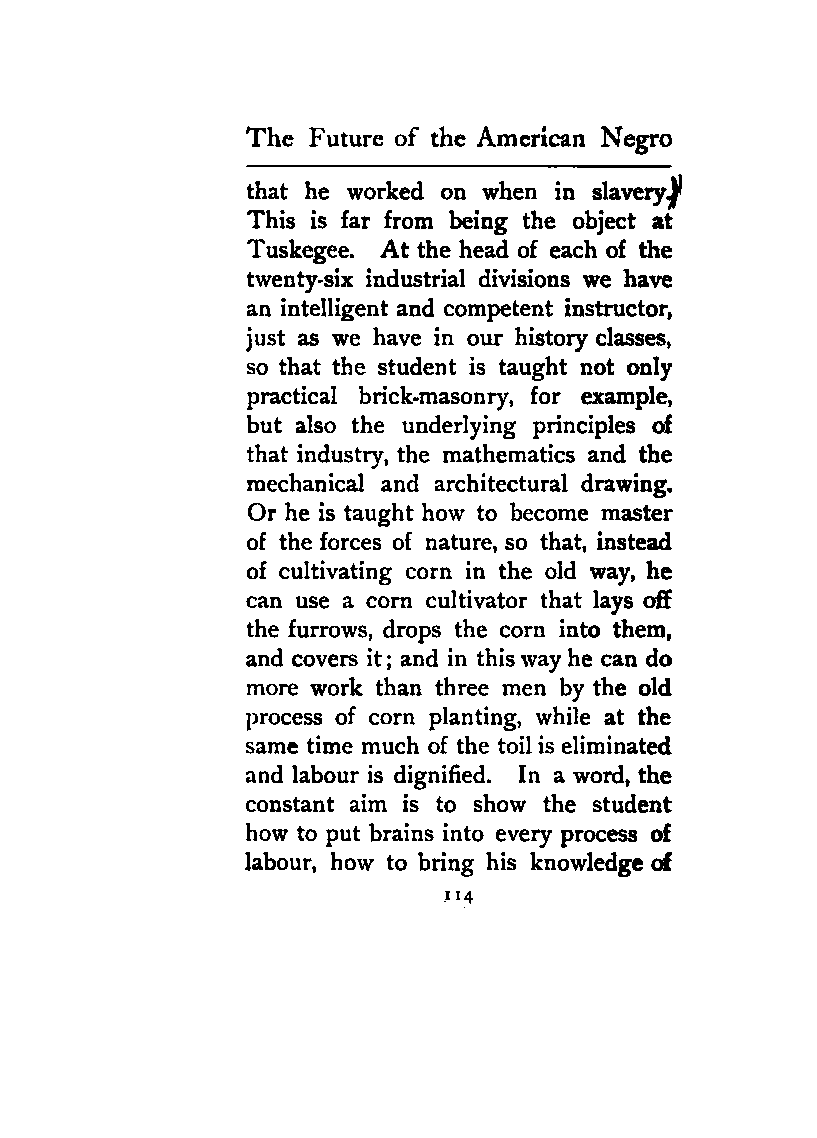 The Future of the American Negro
that he worked on when in slavery.
This is far from being the object at
Tuskegee. At the head of each of the
twenty-six industrial divisions we have
an intelligent and competent instructor,
just as we have in our history classes,
so that the student is taught not only
practical brick-masonry, for example,
but also the underlying principles of
that industry, the mathematics and the
mechanical and architectural drawing.
Or he is taught how to become master
of the forces of nature, so that, instead
of cultivating corn in the old way, he
can use a corn cultivator that lays off
the furrows, drops the corn into them,
and covers it; and in this way he can do
more work than three men by the old
process of corn planting, while at the
same time much of the toil is eliminated
and labour is dignified. In a word, the
constant aim is to show the student
how to put brains into every process of
labour, how to bring his knowledge of
114